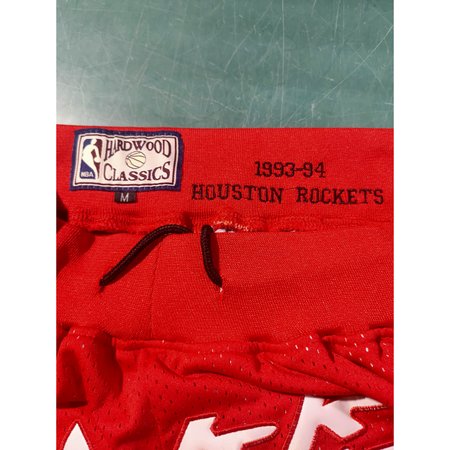 HARDWOOD
CLASSICS
NBA
M
1993-94
HOUSTON ROCKETS